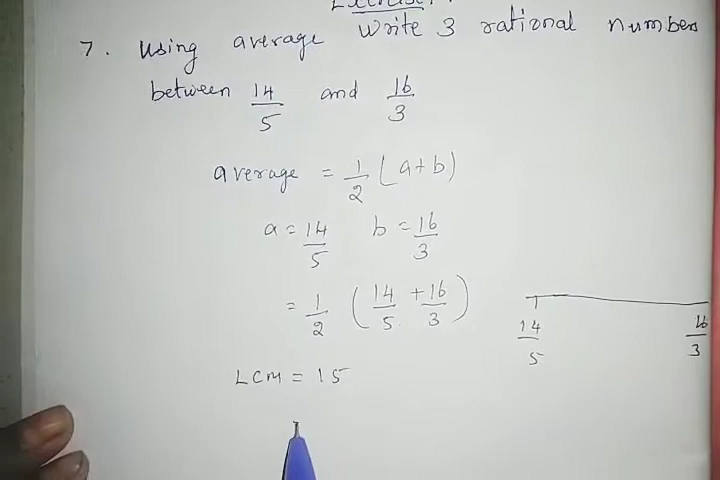 7. Using average Write 3 rational numbers
between 14/5 and 16/3
average = 1/2 (a+b)
a = 14/5 b = 16/3
= 1/2 (14/5 + 16/3)
14/5 16/3
LCM = 15